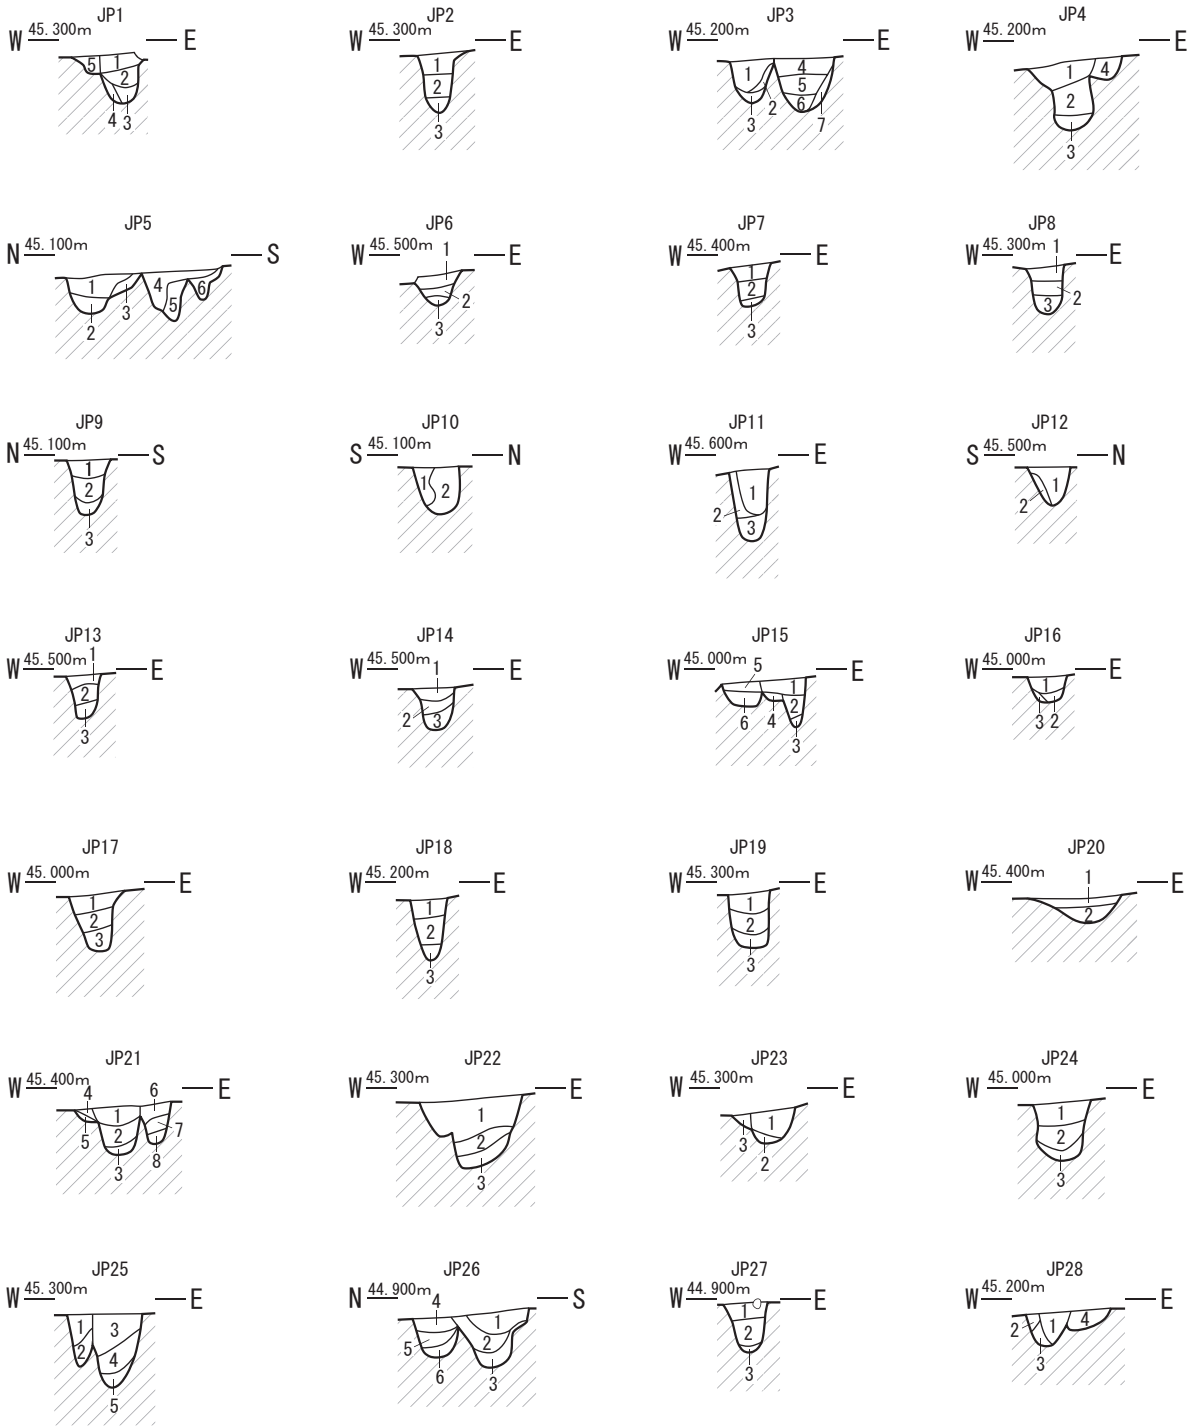 JP1
W 45.300m E
5 1
2
4 3
JP2
W 45.300m E
1
2
3
JP3
W 45.200m E
1 4
5
6 2
3 7
JP4
W 45.200m E
1 4
2
3
JP5
N 45.100m S
1 4 6
5
3
2
JP6
W 45.500m 1 E
2
3
JP7
W 45.400m E
1
2
3
JP8
W 45.300m 1 E
2
3
JP9
N 45.100m S
1
2
3
JP10
S 45.100m N
1 2
JP11
W 45.600m E
1
2
3
JP12
S 45.500m N
1
2
JP13
W 45.500m 1 E
2
3
JP14
W 45.500m 1 E
2 3
JP15
W 45.000m 5 E
1
2
6 4
3
JP16
W 45.000m E
1
3 2
JP17
W 45.000m E
1
2
3
JP18
W 45.200m E
1
2
3
JP19
W 45.300m E
1
2
3
JP20
W 45.400m 1 E
2
JP21
W 45.400m E
4 6
1
2 7
5
3 8
JP22
W 45.300m E
1
2
3
JP23
W 45.300m E
1
3
2
JP24
W 45.000m E
1
2
3
JP25
W 45.300m E
1 3
2 4
5
JP26
N 44.900m S
4
1
5 2
6 3
JP27
W 44.900m E
1
2
3
JP28
W 45.200m E
2 1 4
3